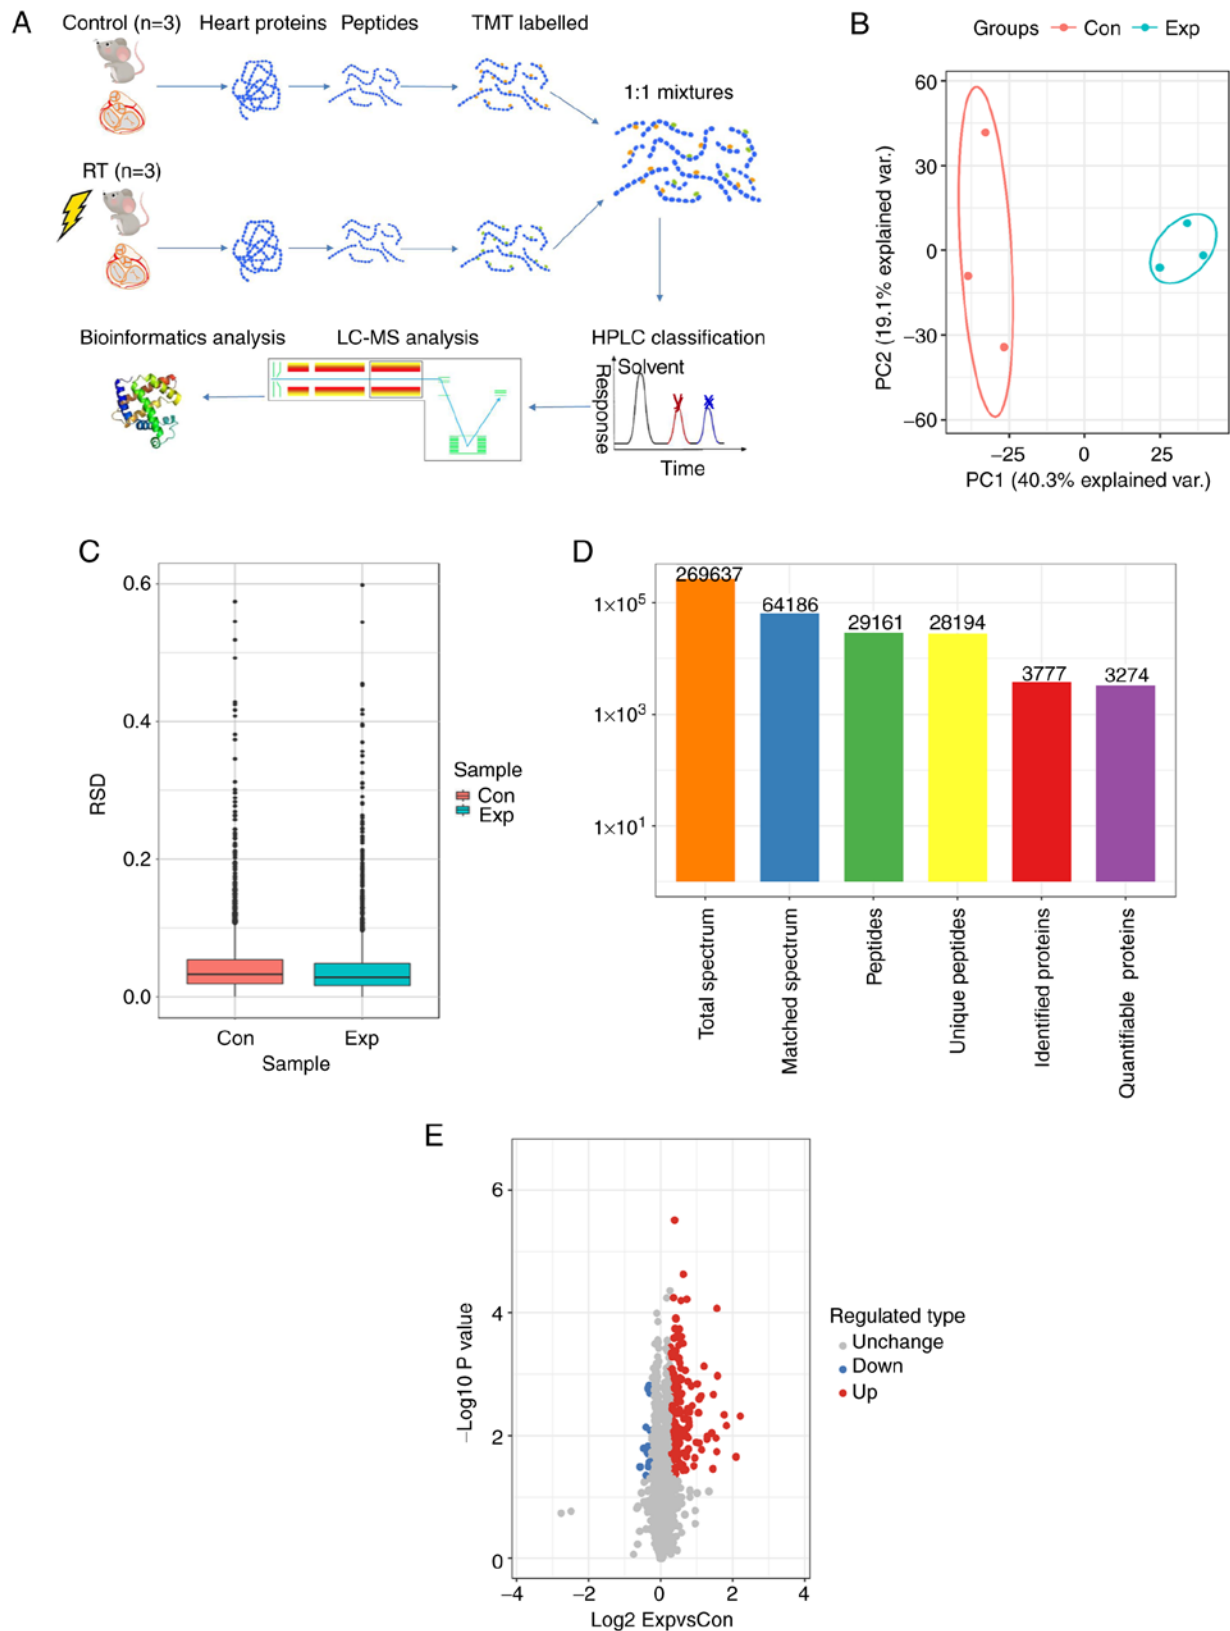 A
Control (n=3) Heart proteins Peptides TMT labelled
1:1 mixtures
RT (n=3)
Bioinformatics analysis LC-MS analysis HPLC classification
Solvent
Response
Y X
Time
B
Groups Con Exp
60
30
0
−30
−60
PC2 (19.1% explained var.)
−25 0 25
PC1 (40.3% explained var.)
C
0.6
0.4
0.2
0.0
RSD
Con Exp
Sample
Sample
Con
Exp
D
269637
64186
29161
28194
3777
3274
1×10⁵
1×10³
1×10¹
Total spectrum
Matched spectrum
Peptides
Unique peptides
Identified proteins
Quantifiable proteins
E
6
4
2
0
−Log10 P value
−4 −2 0 2 4
Log2 ExpvsCon
Regulated type
Unchange
Down
Up